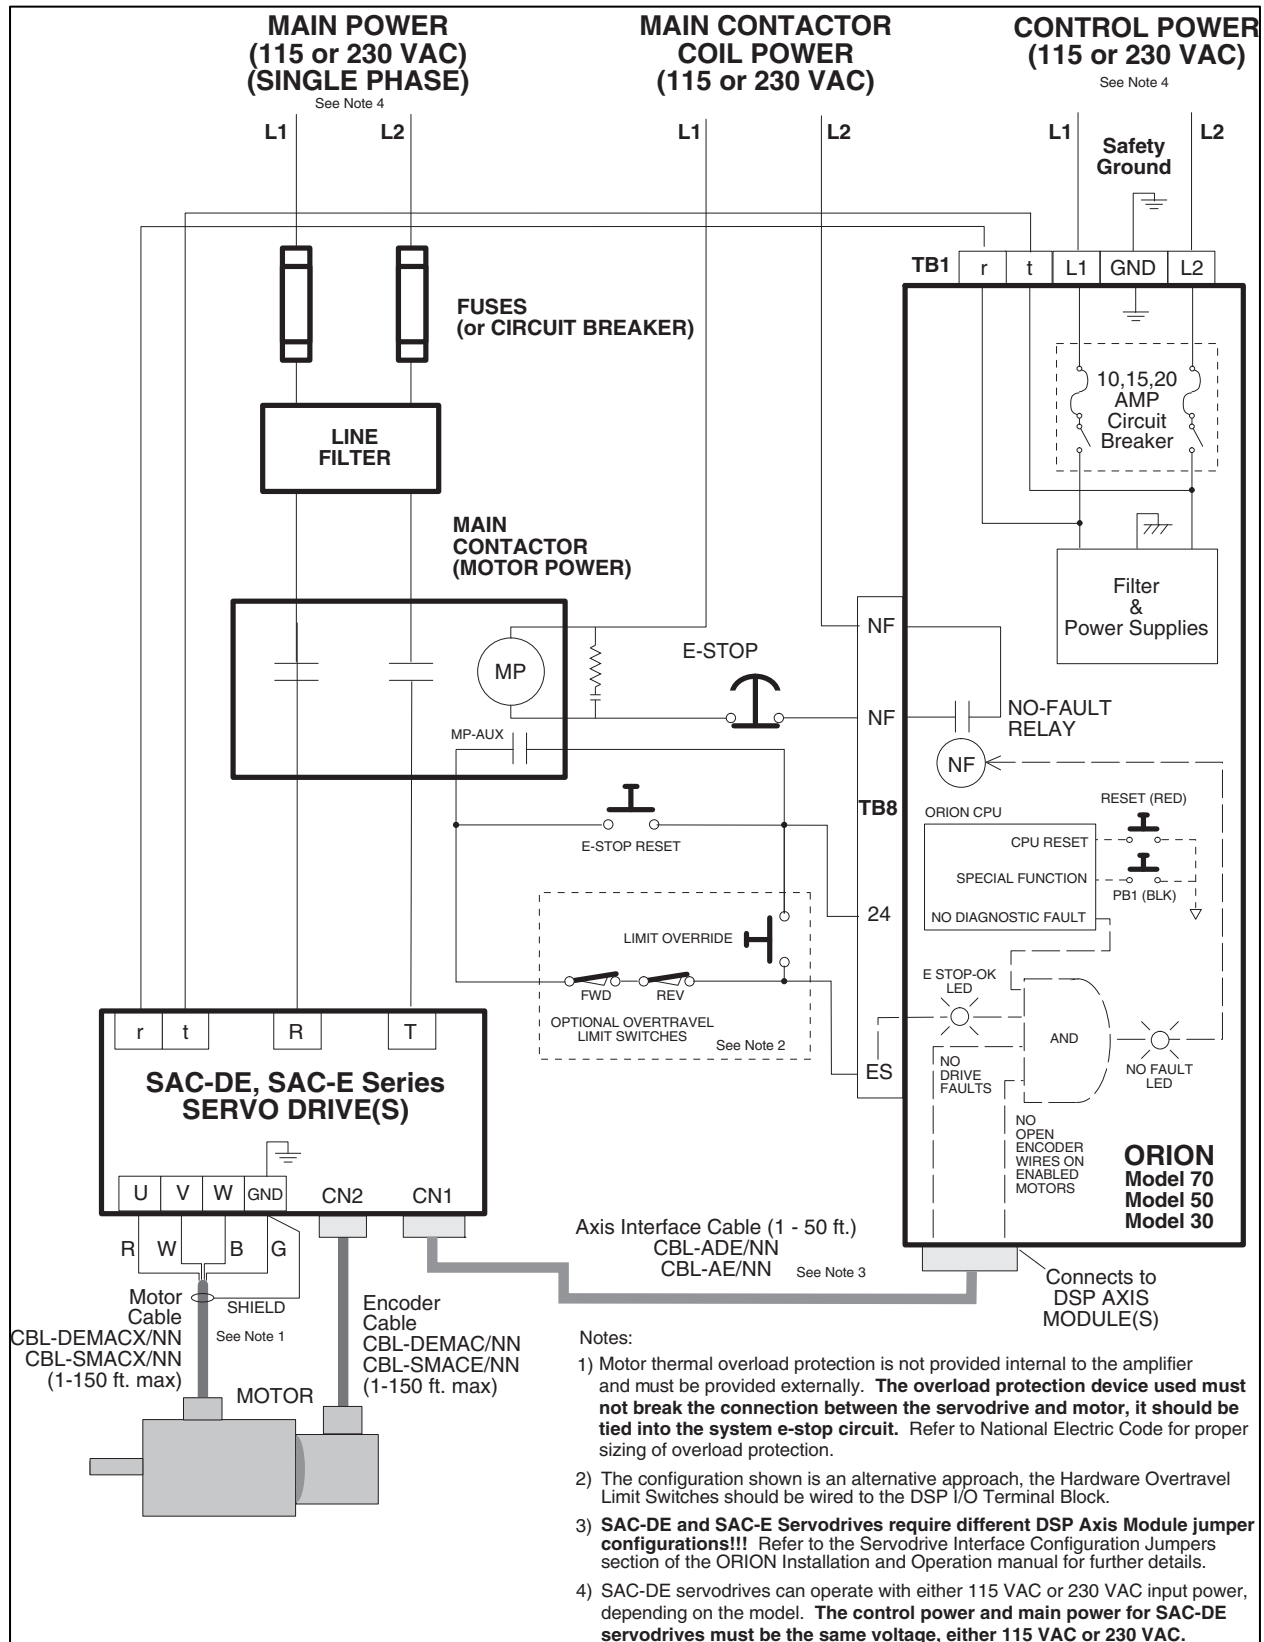 MAIN POWER
(115 or 230 VAC)
(SINGLE PHASE)
See Note 4
L1
L2
MAIN CONTACTOR
COIL POWER
(115 or 230 VAC)
L1
L2
CONTROL POWER
(115 or 230 VAC)
See Note 4
L1
L2
Safety
Ground
TB1
r
t
L1
GND
L2
FUSES
(or CIRCUIT BREAKER)
10,15,20
AMP
Circuit
Breaker
LINE
FILTER
MAIN
CONTACTOR
(MOTOR POWER)
Filter
&
Power Supplies
MP
E-STOP
NF
NF
NO-FAULT
RELAY
MP-AUX
NF
TB8
ORION CPU
RESET (RED)
CPU RESET
E-STOP RESET
SPECIAL FUNCTION
PB1 (BLK)
24
NO DIAGNOSTIC FAULT
LIMIT OVERRIDE
E STOP-OK
LED
FWD
REV
OPTIONAL OVERTRAVEL
LIMIT SWITCHES
See Note 2
AND
ES
NO
DRIVE
FAULTS
NO FAULT
LED
r
t
R
T
SAC-DE, SAC-E Series
SERVO DRIVE(S)
NO
OPEN
ENCODER
WIRES ON
ENABLED
MOTORS
ORION
Model 70
Model 50
Model 30
U
V
W
GND
CN2
CN1
R
W
B
G
Axis Interface Cable (1 - 50 ft.)
CBL-ADE/NN
CBL-AE/NN
See Note 3
Connects to
DSP AXIS
MODULE(S)
Motor
Cable
CBL-DEMACX/NN
CBL-SMACX/NN
(1-150 ft. max)
SHIELD
See Note 1
Encoder
Cable
CBL-DEMAC/NN
CBL-SMACE/NN
(1-150 ft. max)
MOTOR
Notes:
1) Motor thermal overload protection is not provided internal to the amplifier
and must be provided externally. The overload protection device used must
not break the connection between the servodrive and motor, it should be
tied into the system e-stop circuit. Refer to National Electric Code for proper
sizing of overload protection.
2) The configuration shown is an alternative approach, the Hardware Overtravel
Limit Switches should be wired to the DSP I/O Terminal Block.
3) SAC-DE and SAC-E Servodrives require different DSP Axis Module jumper
configurations!!! Refer to the Servodrive Interface Configuration Jumpers
section of the ORION Installation and Operation manual for further details.
4) SAC-DE servodrives can operate with either 115 VAC or 230 VAC input power,
depending on the model. The control power and main power for SAC-DE
servodrives must be the same voltage, either 115 VAC or 230 VAC.